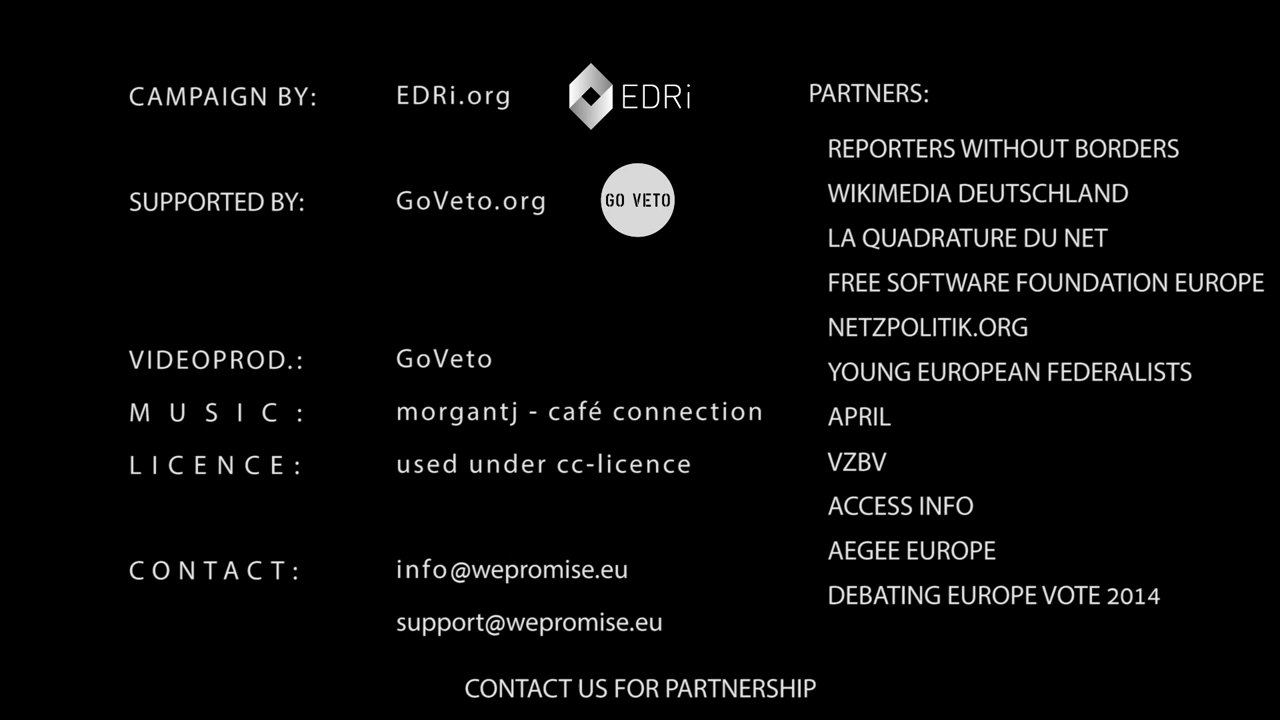 CAMPAIGN BY: EDRi.org EDRi
SUPPORTED BY: GoVeto.org GO VETO
VIDEOPROD.: GoVeto
MUSIC: morgantj - café connection
LICENCE: used under cc-licence
CONTACT: info@wepromise.eu
support@wepromise.eu
PARTNERS:
REPORTERS WITHOUT BORDERS
WIKIMEDIA DEUTSCHLAND
LA QUADRATURE DU NET
FREE SOFTWARE FOUNDATION EUROPE
NETZPOLITIK.ORG
YOUNG EUROPEAN FEDERALISTS
APRIL
VZBV
ACCESS INFO
AEGEE EUROPE
DEBATING EUROPE VOTE 2014
CONTACT US FOR PARTNERSHIP